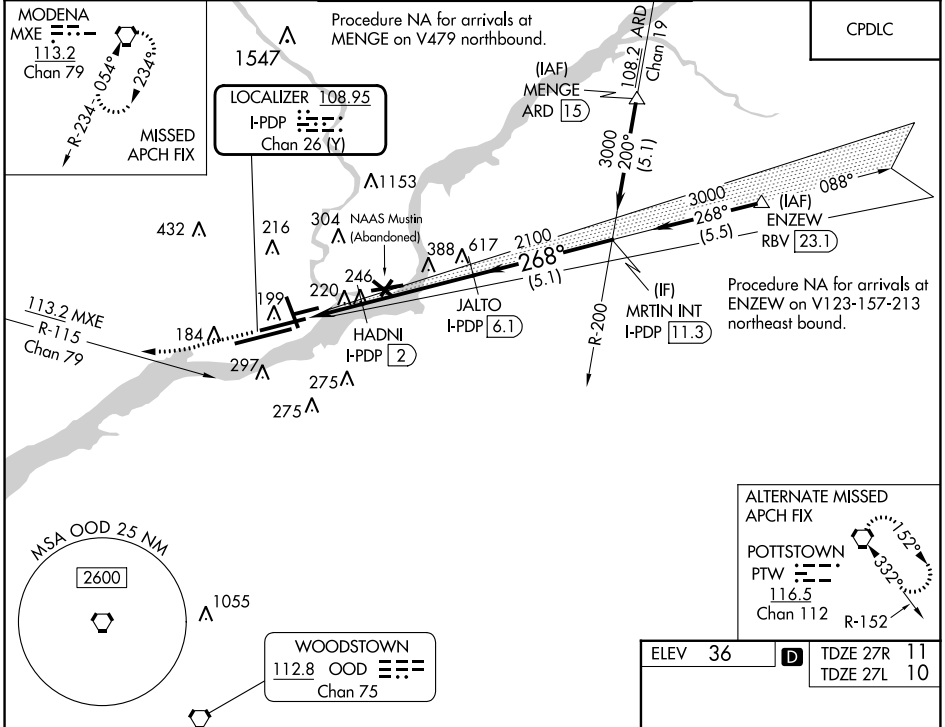 MODENA
MXE
113.2
Chan 79
R-234
054°
234°
MISSED
APCH FIX
1547
Procedure NA for arrivals at
MENGE on V479 northbound.
LOCALIZER 108.95
I-PDP
Chan 26 (Y)
(IAF)
MENGE
ARD 15
108.2 ARD
Chan 19
CPDLC
3000
200°
(5.1)
1153
432
216
304
NAAS Mustin
(Abandoned)
388
617
2100
268°
(5.1)
3000
268°
(5.5)
088°
(IAF)
ENZEW
RBV 23.1
199
220
246
184
HADNI
I-PDP 2
JALTO
I-PDP 6.1
(IF)
MRTIN INT
I-PDP 11.3
R-200
Procedure NA for arrivals at
ENZEW on V123-157-213
northeast bound.
113.2 MXE
R-115
Chan 79
297
275
275
MSA OOD 25 NM
2600
1055
WOODSTOWN
112.8 OOD
Chan 75
ALTERNATE MISSED
APCH FIX
POTTSTOWN
PTW
116.5
Chan 112
152°
332°
R-152
ELEV 36
D
TDZE 27R 11
TDZE 27L 10